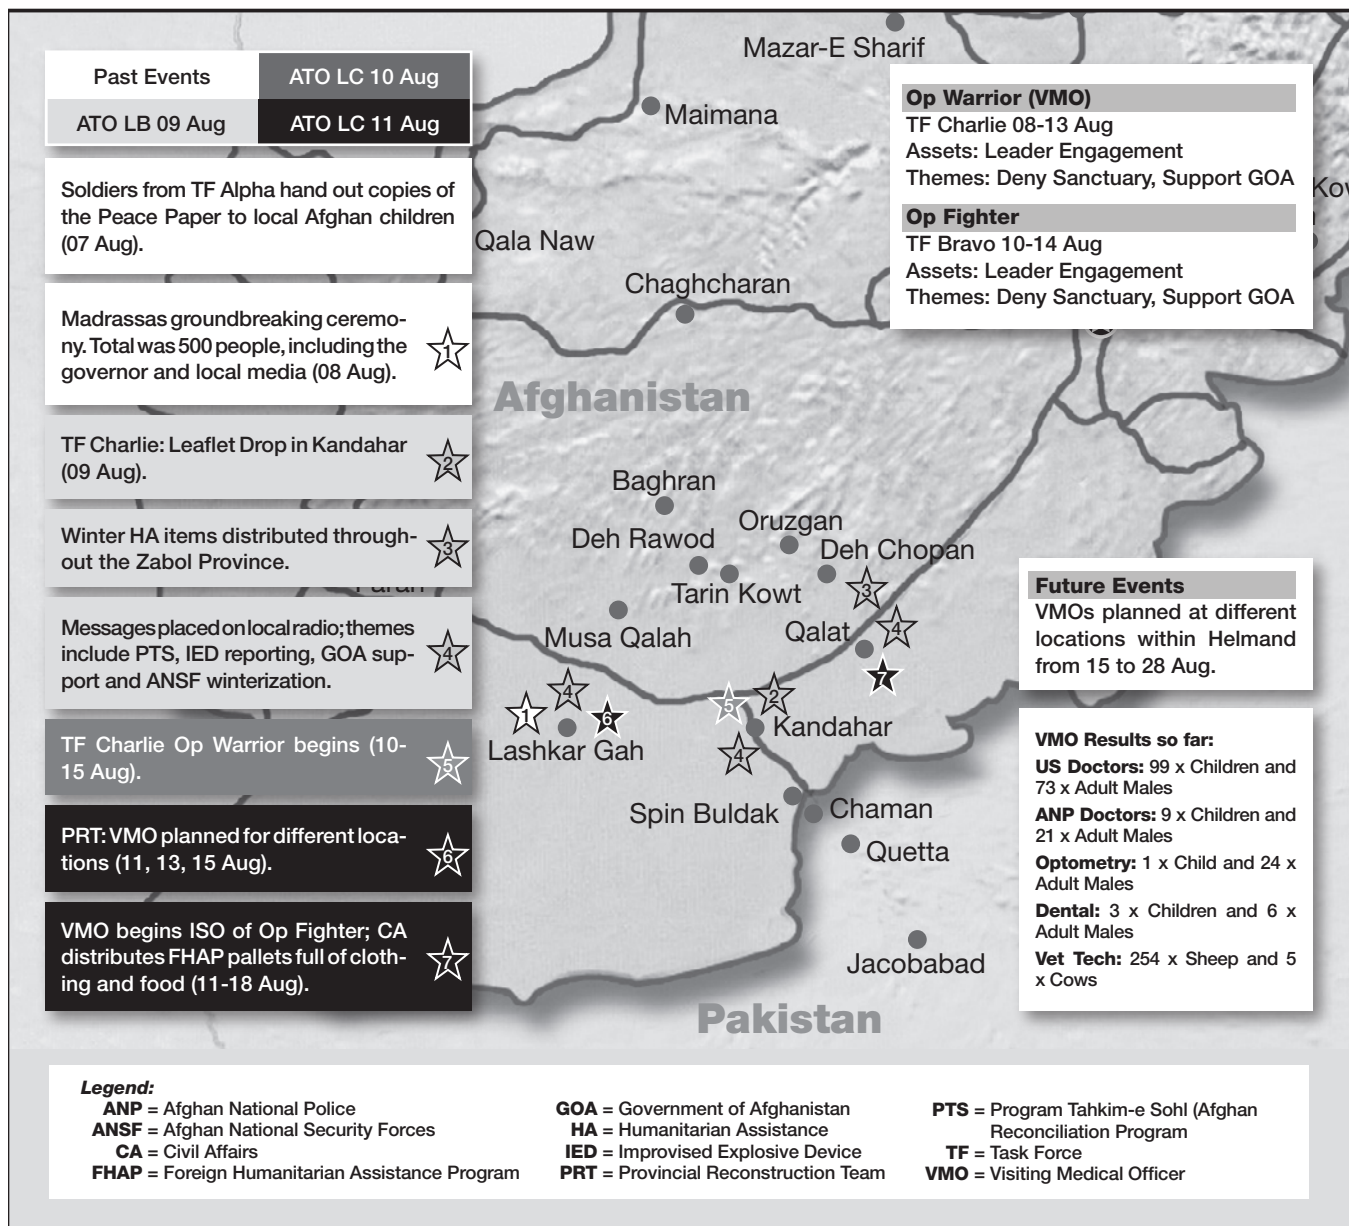 Past Events
ATO LC 10 Aug
ATO LB 09 Aug
ATO LC 11 Aug
Soldiers from TF Alpha hand out copies of
the Peace Paper to local Afghan children
(07 Aug).
Madrassas groundbreaking ceremo-
ny. Total was 500 people, including the
governor and local media (08 Aug).
1
TF Charlie: Leaflet Drop in Kandahar
(09 Aug).
2
Winter HA items distributed through-
out the Zabol Province.
3
Messages placed on local radio; themes
include PTS, IED reporting, GOA sup-
port and ANSF winterization.
4
TF Charlie Op Warrior begins (10-
15 Aug).
5
PRT: VMO planned for different loca-
tions (11, 13, 15 Aug).
6
VMO begins ISO of Op Fighter; CA
distributes FHAP pallets full of cloth-
ing and food (11-18 Aug).
7
Mazar-E Sharif
Maimana
Qala Naw
Chaghcharan
Afghanistan
Baghran
Oruzgan
Deh Rawod
Deh Chopan
Tarin Kowt
3
Farah
Musa Qalah
Qalat
4
7
4
1
6
5
2
Lashkar Gah
Kandahar
4
Spin Buldak
Chaman
Quetta
Jacobabad
Pakistan
Op Warrior (VMO)
TF Charlie 08-13 Aug
Assets: Leader Engagement
Themes: Deny Sanctuary, Support GOA
Op Fighter
TF Bravo 10-14 Aug
Assets: Leader Engagement
Themes: Deny Sanctuary, Support GOA
Future Events
VMOs planned at different
locations within Helmand
from 15 to 28 Aug.
VMO Results so far:
US Doctors: 99 x Children and
73 x Adult Males
ANP Doctors: 9 x Children and
21 x Adult Males
Optometry: 1 x Child and 24 x
Adult Males
Dental: 3 x Children and 6 x
Adult Males
Vet Tech: 254 x Sheep and 5
x Cows
Legend:
ANP = Afghan National Police
ANSF = Afghan National Security Forces
CA = Civil Affairs
FHAP = Foreign Humanitarian Assistance Program
GOA = Government of Afghanistan
HA = Humanitarian Assistance
IED = Improvised Explosive Device
PRT = Provincial Reconstruction Team
PTS = Program Tahkim-e Sohl (Afghan
Reconciliation Program
TF = Task Force
VMO = Visiting Medical Officer